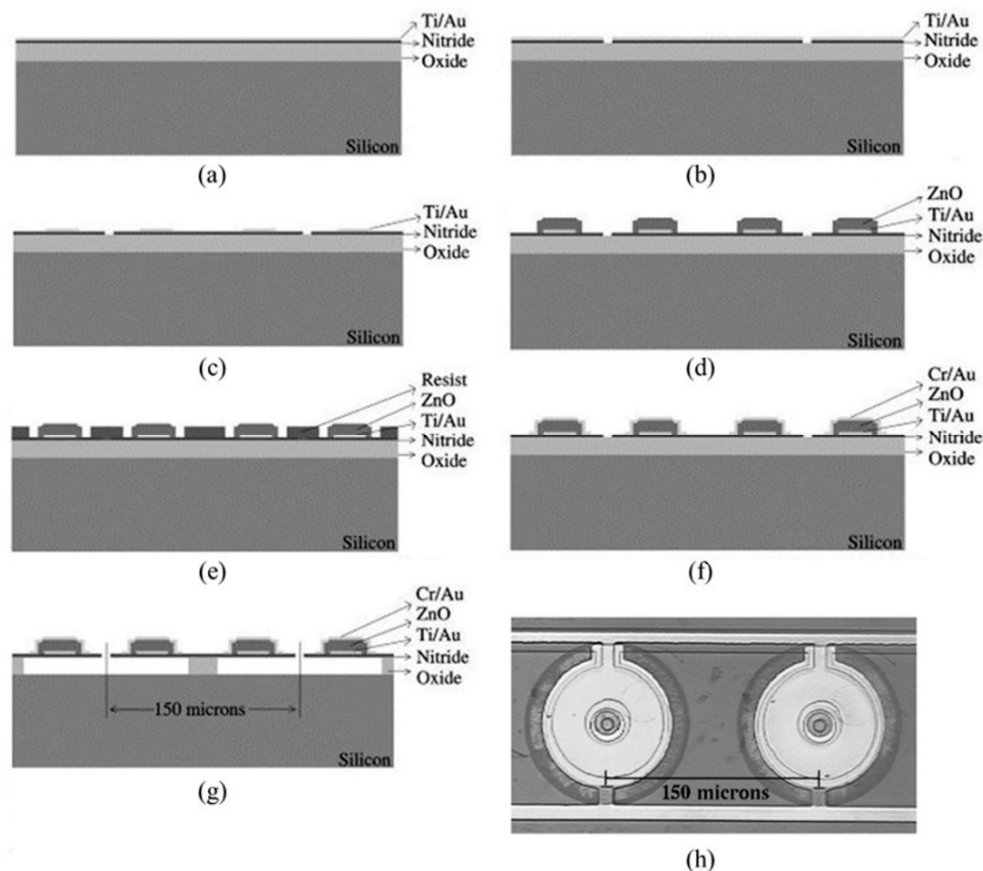 Ti/Au
Nitride
Oxide
Silicon
(a)
Ti/Au
Nitride
Oxide
Silicon
(b)
Ti/Au
Nitride
Oxide
Silicon
(c)
ZnO
Ti/Au
Nitride
Oxide
Silicon
(d)
Resist
ZnO
Ti/Au
Nitride
Oxide
Silicon
(e)
Cr/Au
ZnO
Ti/Au
Nitride
Oxide
Silicon
(f)
Cr/Au
ZnO
Ti/Au
Nitride
Oxide
150 microns
Silicon
(g)
150 microns
(h)